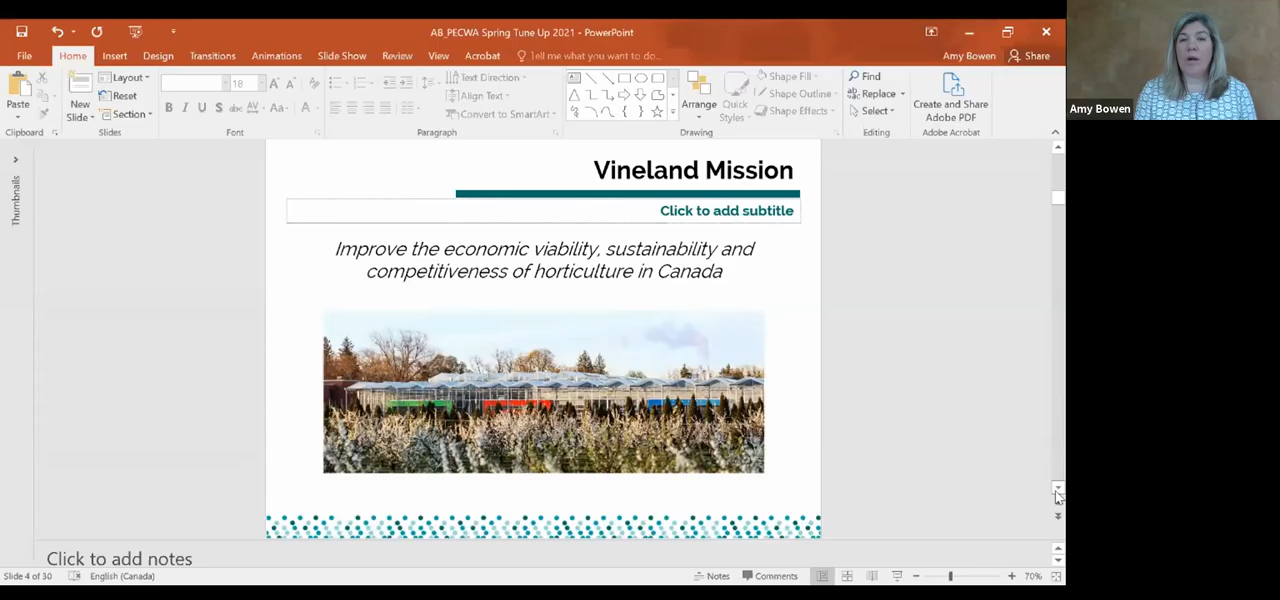 AB_PECWA Spring Tune Up 2021 - PowerPoint
File Home Insert Design Transitions Animations Slide Show Review View Acrobat Tell me what you want to do... Amy Bowen Share
Paste
Clipboard
New Slide
Layout
Reset
Section
Slides
18
B I U S abc AV Aa A
Font
Text Direction
Align Text
Convert to SmartArt
Paragraph
Arrange
Quick Styles
Shape Fill
Shape Outline
Shape Effects
Drawing
Find
Replace
Select
Editing
Create and Share
Adobe PDF
Adobe Acrobat
Amy Bowen
Thumbnails
Vineland Mission
Click to add subtitle
Improve the economic viability, sustainability and
competitiveness of horticulture in Canada
Click to add notes
Slide 4 of 30 English (Canada) Notes Comments 70%